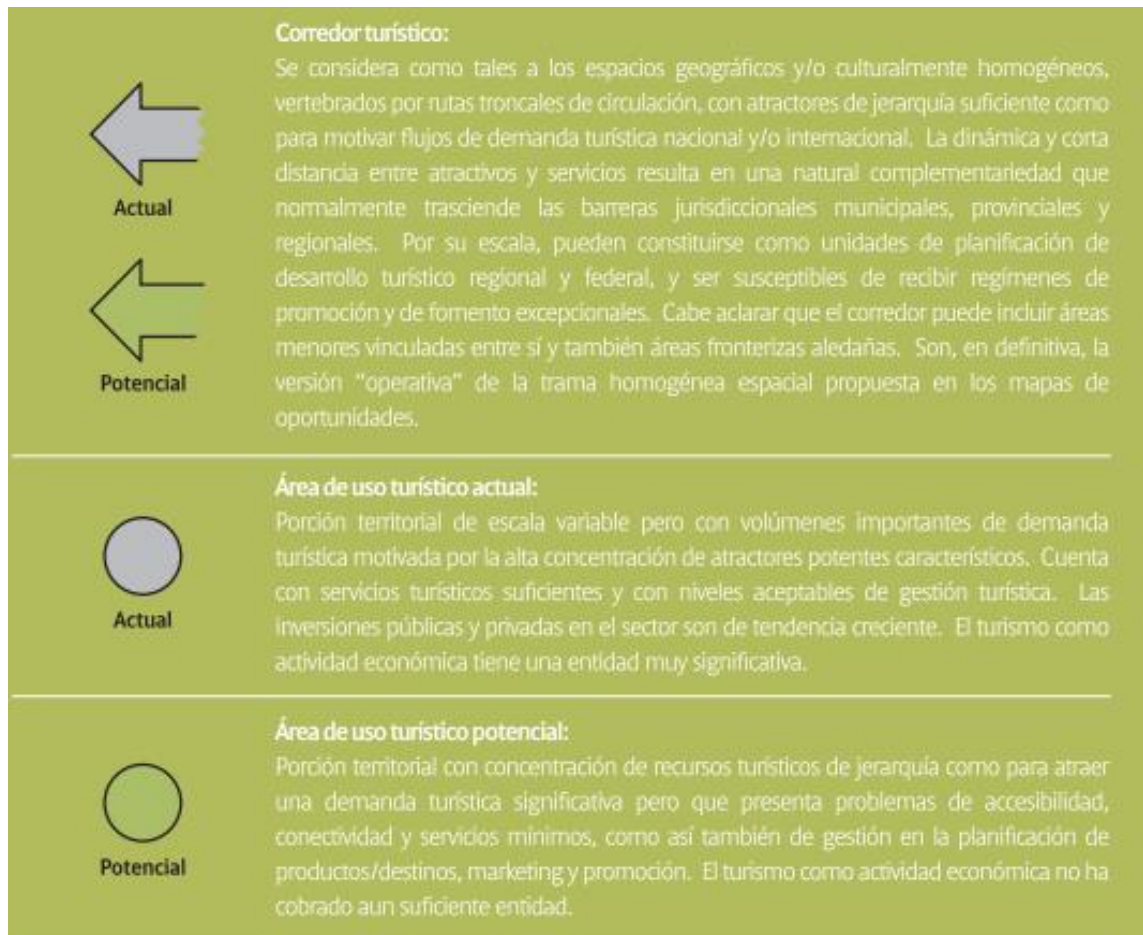 Corredor turístico:
Se considera como tales a los espacios geográficos y/o culturalmente homogéneos,
vertebrados por rutas troncales de circulación, con atractores de jerarquía suficiente como
para motivar flujos de demanda turística nacional y/o internacional. La dinámica y corta
distancia entre atractivos y servicios resulta en una natural complementariedad que
normalmente trasciende las barreras jurisdiccionales municipales, provinciales y
regionales. Por su escala, pueden constituirse como unidades de planificación de
desarrollo turístico regional y federal, y ser susceptibles de recibir regímenes de
promoción y de fomento excepcionales. Cabe aclarar que el corredor puede incluir áreas
menores vinculadas entre sí y también áreas fronterizas aledañas. Son, en definitiva, la
versión "operativa" de la trama homogénea espacial propuesta en los mapas de
oportunidades.
Actual
Potencial
Área de uso turístico actual:
Porción territorial de escala variable pero con volúmenes importantes de demanda
turística motivada por la alta concentración de atractores potentes característicos. Cuenta
con servicios turísticos suficientes y con niveles aceptables de gestión turística. Las
inversiones públicas y privadas en el sector son de tendencia creciente. El turismo como
actividad económica tiene una entidad muy significativa.
Actual
Área de uso turístico potencial:
Porción territorial con concentración de recursos turísticos de jerarquía como para atraer
una demanda turística significativa pero que presenta problemas de accesibilidad,
conectividad y servicios mínimos, como así también de gestión en la planificación de
productos/destinos, marketing y promoción. El turismo como actividad económica no ha
cobrado aun suficiente entidad.
Potencial